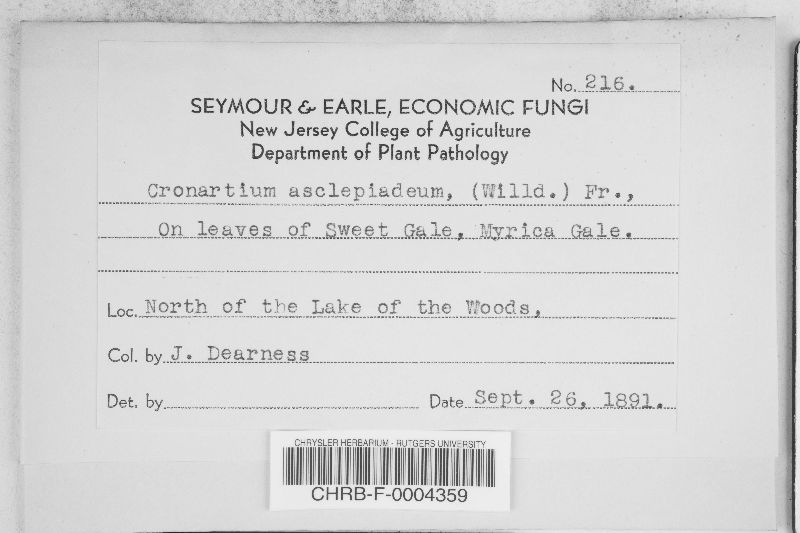 No. 216.
SEYMOUR & EARLE, ECONOMIC FUNGI
New Jersey College of Agriculture
Department of Plant Pathology
Cronartium asclepiadeum, (Willd.) Fr.,
On leaves of Sweet Gale, Myrica Gale.
Loc. North of the Lake of the Woods,
Col. by J. Dearness
Det. by Date Sept. 26, 1891.
CHRYSLER HERBARIUM - RUTGERS UNIVERSITY
CHRB-F-0004359